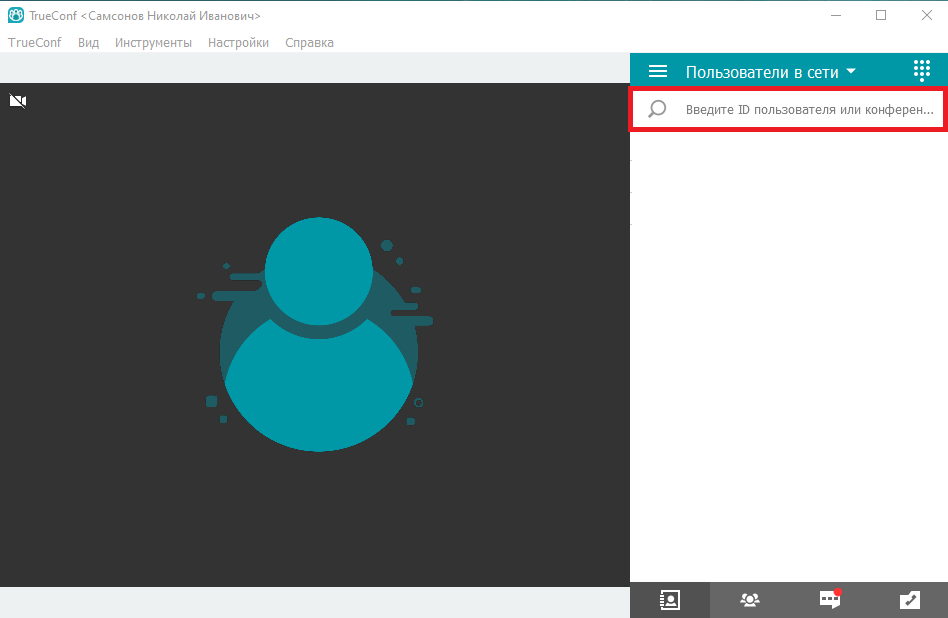 TrueConf <Самсонов Николай Иванович>
TrueConf Вид Инструменты Настройки Справка
Пользователи в сети
Введите ID пользователя или конферен...